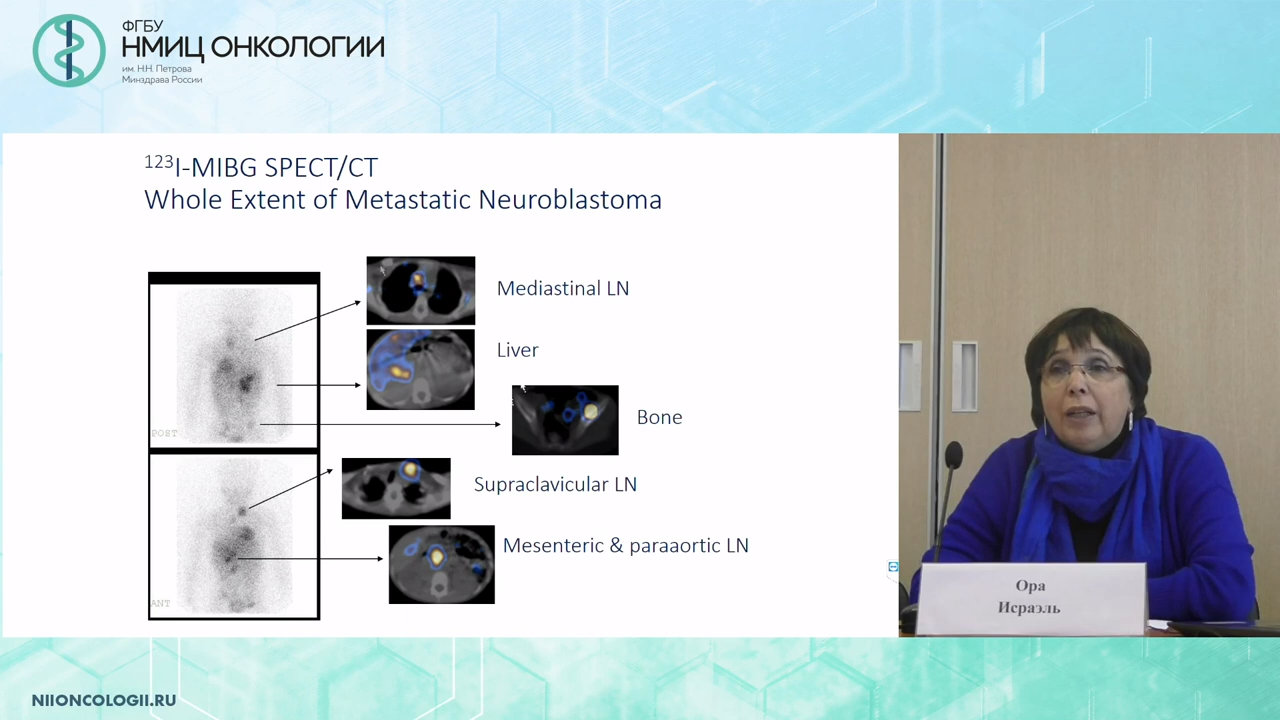 ФГБУ
НМИЦ ОНКОЛОГИИ
им. Н.Н. Петрова
Минздрава России
123I-MIBG SPECT/CT
Whole Extent of Metastatic Neuroblastoma
Mediastinal LN
Liver
Bone
POST
Supraclavicular LN
Mesenteric & paraaortic LN
ANT
Ора
Исраэль
NIIONCOLOGII.RU